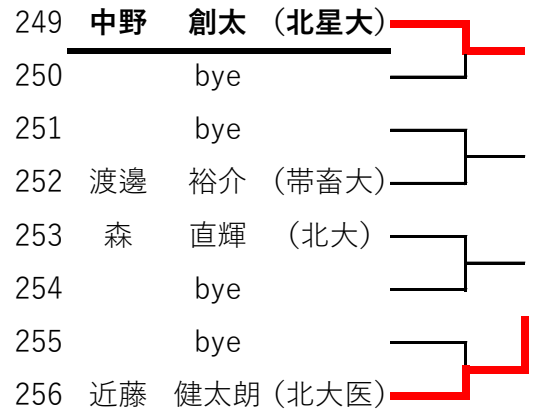 249 中野 創太 (北星大)
250 bye
251 bye
252 渡邊 裕介 (帯畜大)
253 森 直輝 (北大)
254 bye
255 bye
256 近藤 健太朗 (北大医)